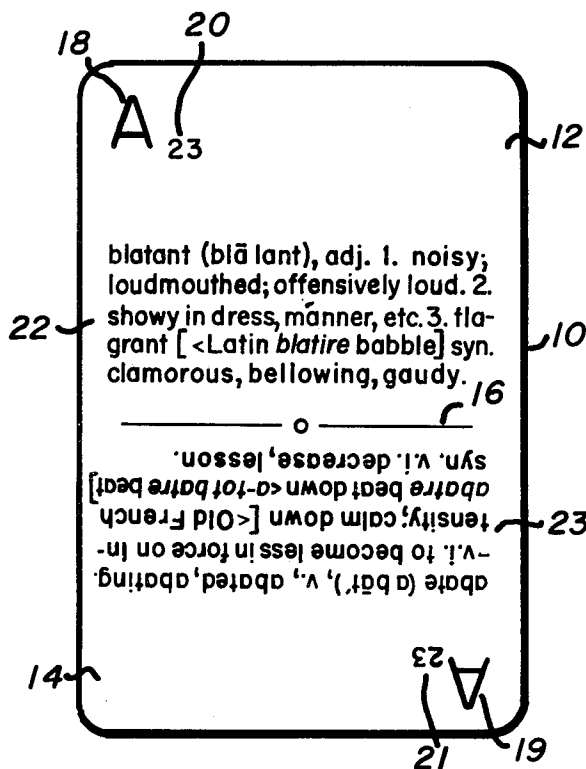 20
18
A 23
12
blatant (blā lant), adj. 1. noisy;
loudmouthed; offensively loud. 2.
showy in dress, manner, etc. 3. fla-
grant [<Latin blatire babble] syn.
clamorous, bellowing, gaudy.
22
10
16
abate (a bāt'), v., abated, abating.
-v.i. to become less in force on in-
tensity; calm down [<Old French
abatre beat down <a-tof batre beat]
syn. v.i. decrease, lesson.
23
14
A 23
21
19